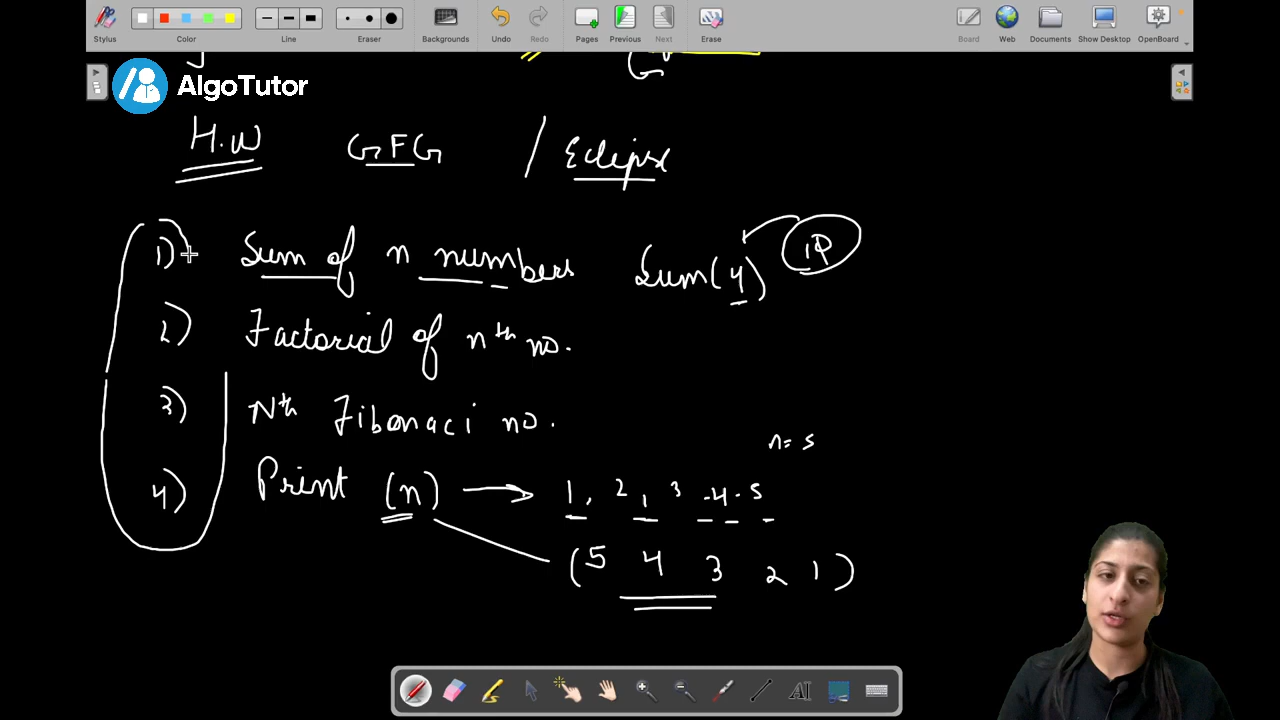 Stylus Color Line Eraser Backgrounds Undo Redo Pages Previous Next Erase Board Web Documents Show Desktop OpenBoard
AlgoTutor
H.W GFG / Eclipse
1) Sum of n numbers Sum(4)
2) Factorial of nth no.
3) Nth Fibonaci no.
n= 5
4) Print (n) → 1, 2, 3 4 5
(5 4 3 2 1)
AI